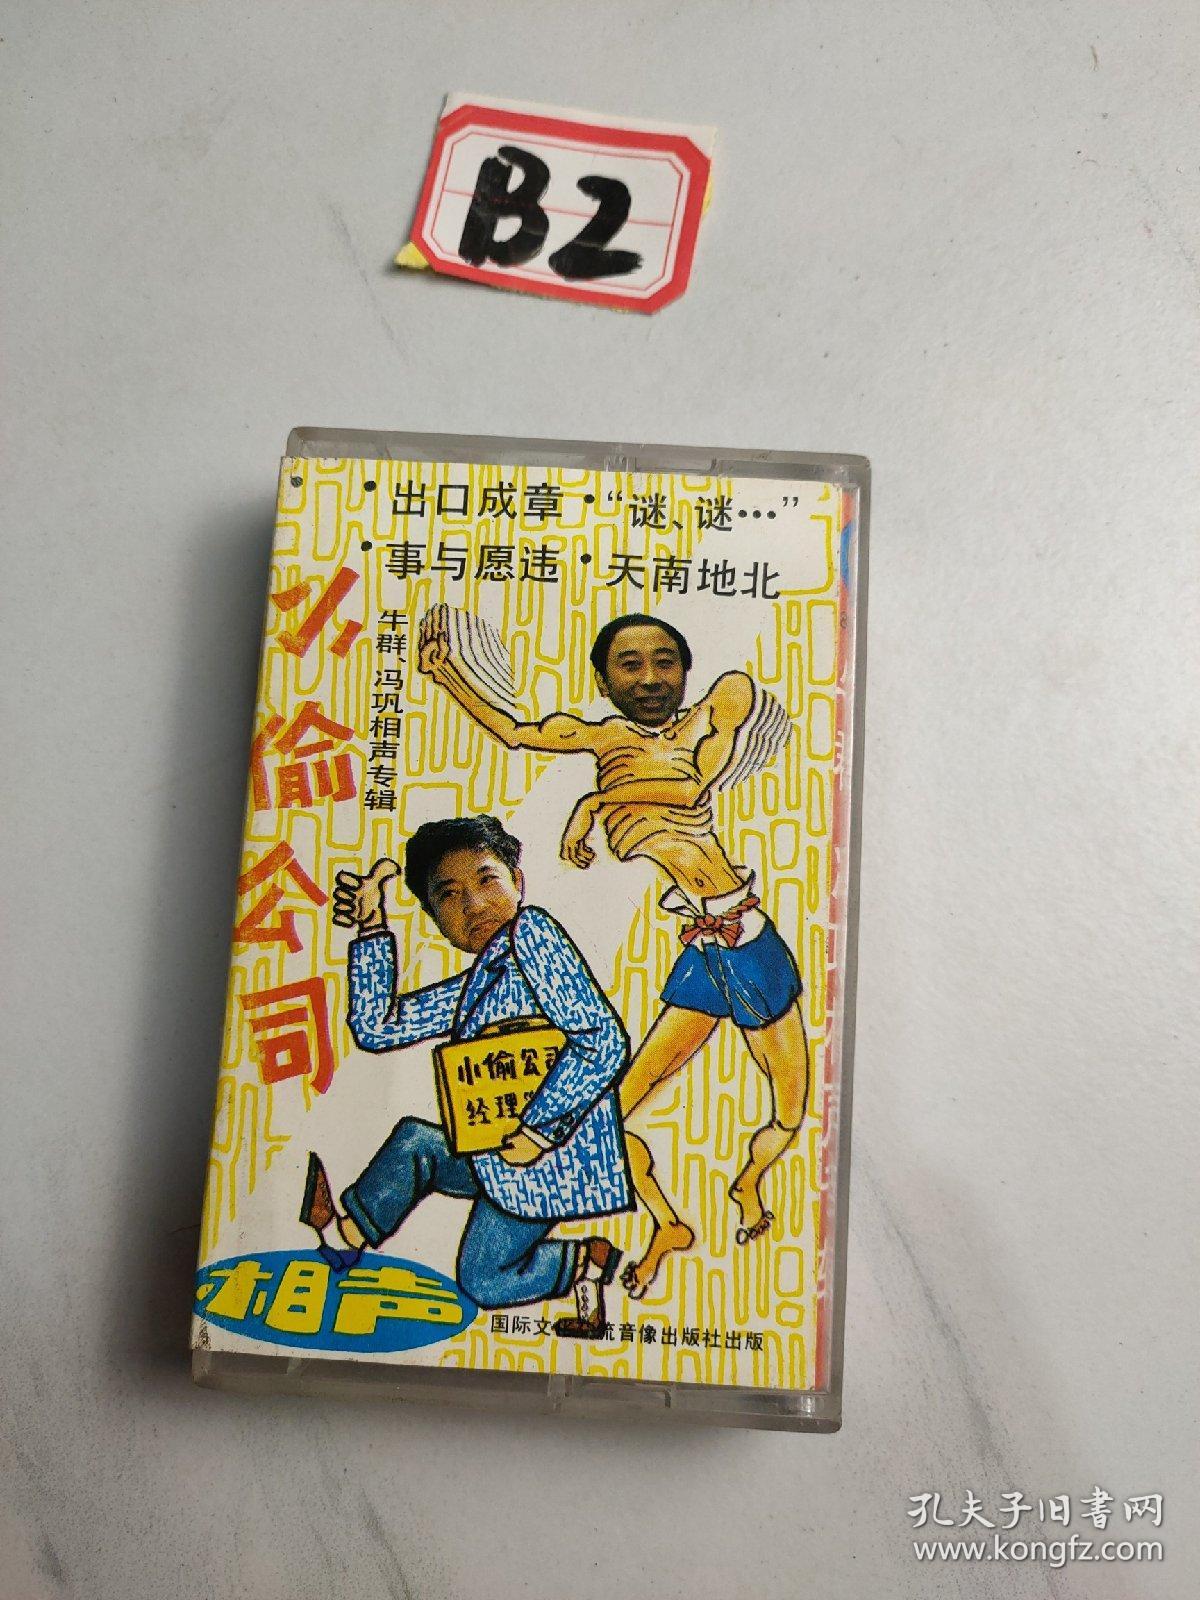 B2
·出口成章·“谜、谜…”
·事与愿违·天南地北
小偷公司
牛群、冯巩相声专辑
小偷公司
经理
相声
国际文化交流音像出版社出版
孔夫子旧书网
www.kongfz.com